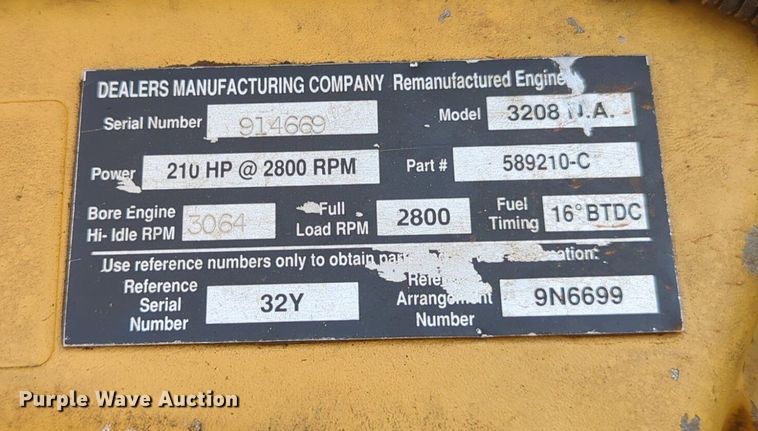 DEALERS MANUFACTURING COMPANY Remanufactured Engine
Serial Number 914669 Model 3208 N.A.
Power 210 HP @ 2800 RPM Part # 589210-C
Bore Engine Hi-Idle RPM 3064 Full Load RPM 2800 Fuel Timing 16° BTDC
Use reference numbers only to obtain
Reference Serial Number 32Y Reference Arrangement Number 9N6699
Purple Wave Auction